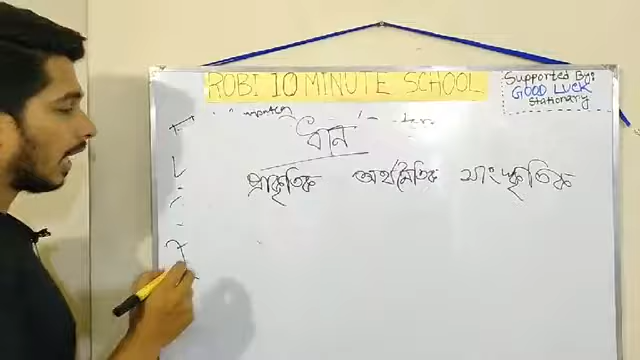 ROBI 10 MINUTE SCHOOL
Supported By:
GOOD LUCK
Stationary
ধান
প্রাকৃতিক অর্থনৈতিক সাংস্কৃতিক